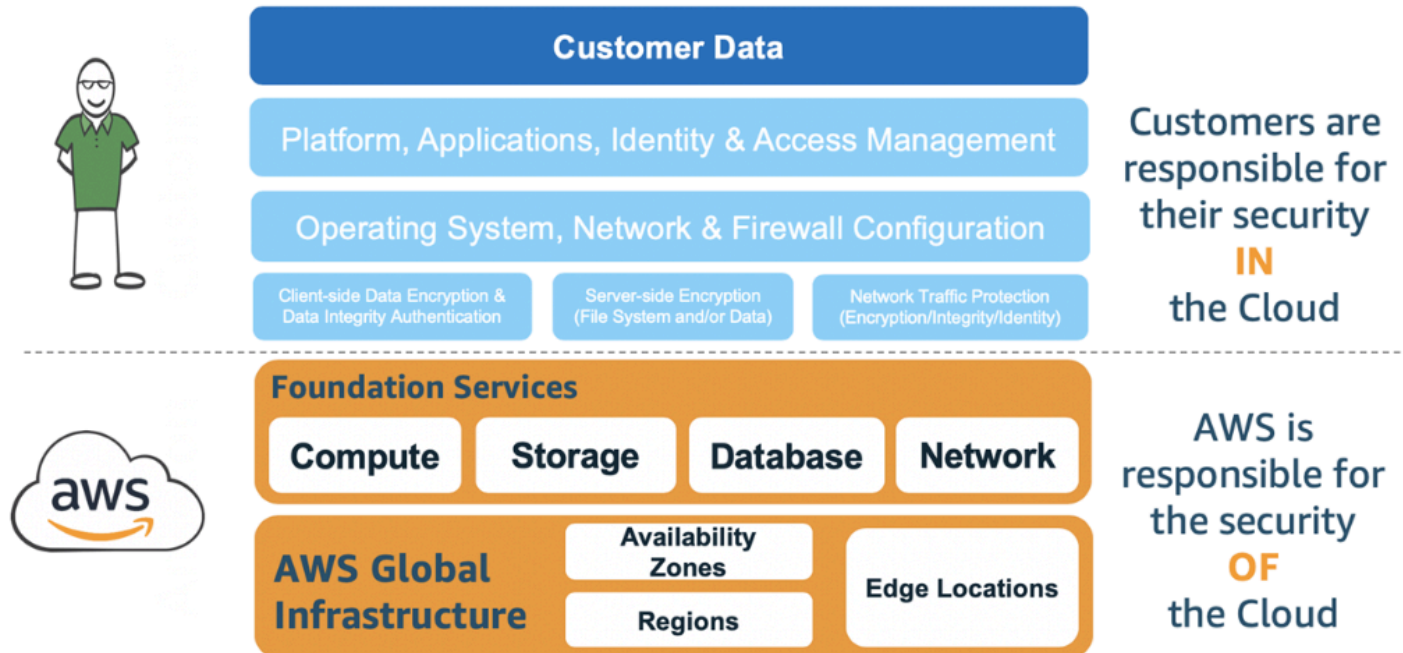 Customer Data
Platform, Applications, Identity & Access Management
Operating System, Network & Firewall Configuration
Client-side Data Encryption &
Data Integrity Authentication
Server-side Encryption
(File System and/or Data)
Network Traffic Protection
(Encryption/Integrity/Identity)
Customers are
responsible for
their security
IN
the Cloud
aws
Foundation Services
Compute
Storage
Database
Network
AWS Global
Infrastructure
Availability
Zones
Regions
Edge Locations
AWS is
responsible for
the security
OF
the Cloud